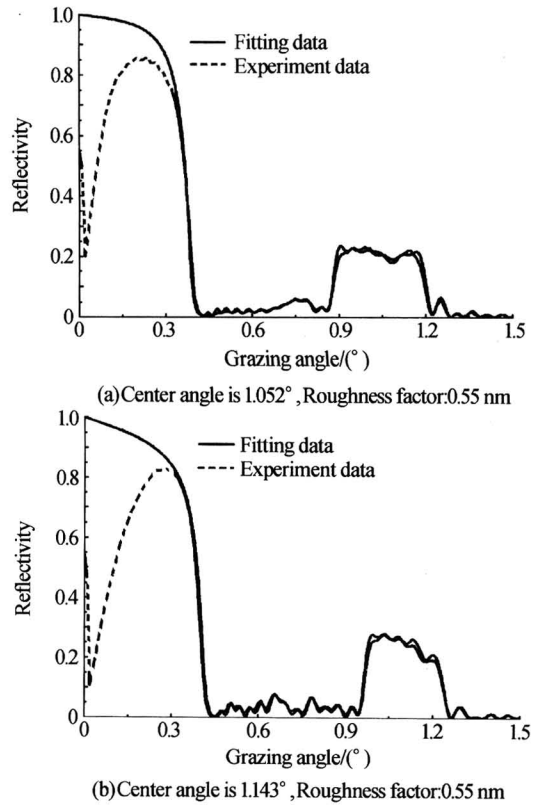 1.0
0.8
0.6
0.4
0.2
0
Reflectivity
Fitting data
Experiment data
0 0.3 0.6 0.9 1.2 1.5
Grazing angle/(°)
(a)Center angle is 1.052°,Roughness factor:0.55 nm
1.0
0.8
0.6
0.4
0.2
0
Reflectivity
Fitting data
Experiment data
0 0.3 0.6 0.9 1.2 1.5
Grazing angle/(°)
(b)Center angle is 1.143°,Roughness factor:0.55 nm